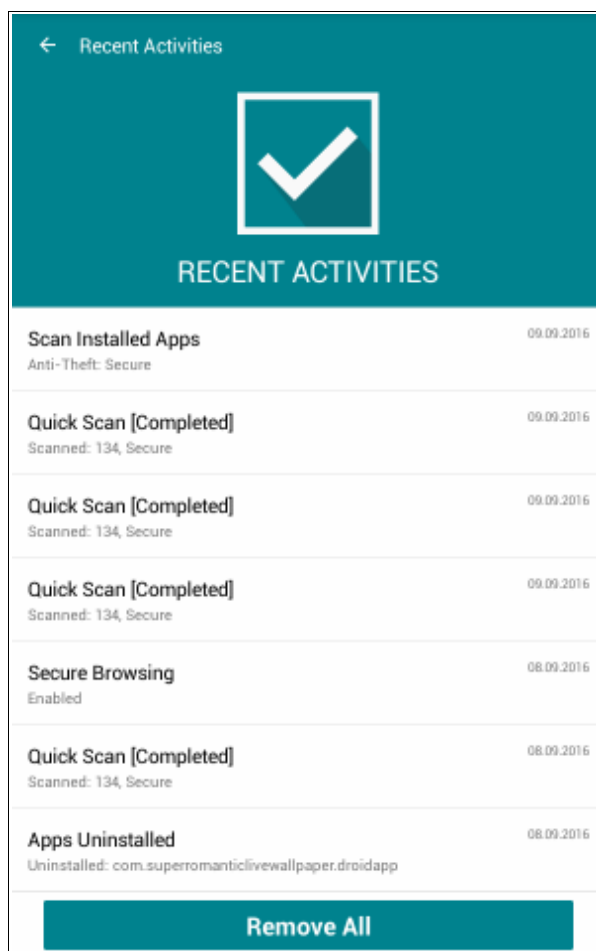 Recent Activities
RECENT ACTIVITIES
Scan Installed Apps 09.09.2016
Anti-Theft: Secure
Quick Scan [Completed] 09.09.2016
Scanned: 134, Secure
Quick Scan [Completed] 09.09.2016
Scanned: 134, Secure
Quick Scan [Completed] 09.09.2016
Scanned: 134, Secure
Secure Browsing 08.09.2016
Enabled
Quick Scan [Completed] 08.09.2016
Scanned: 134, Secure
Apps Uninstalled 08.09.2016
Uninstalled: com.superromanticlivewallpaper.droidapp
Remove All